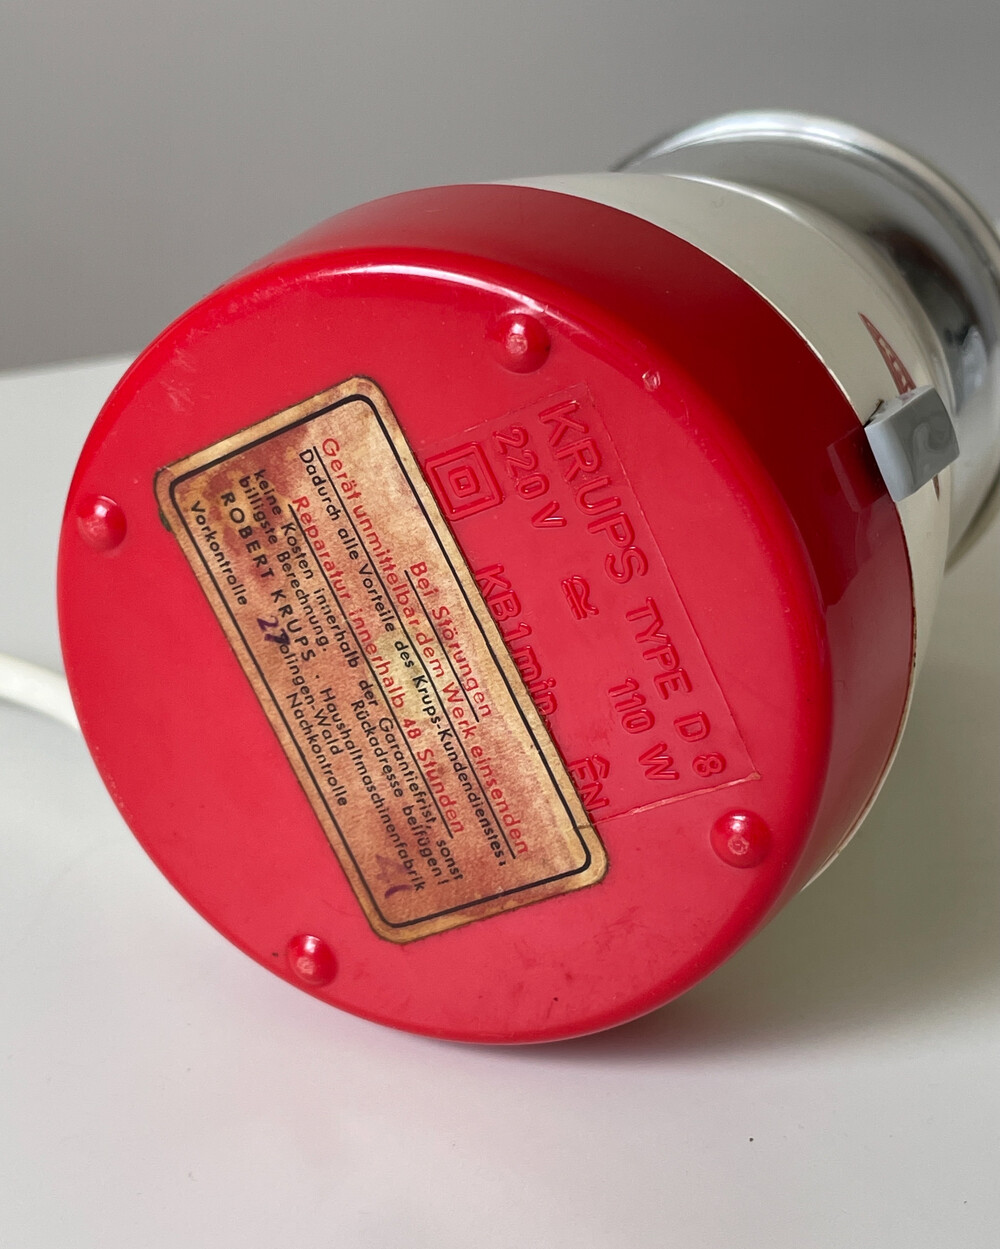 KRUPS TYPE D 8
220 V 110 W
KB 1 min.
Bei Störungen
Gerät unmittelbar dem Werk einsenden
Dadurch alle Vorteile des Krups-Kundendienstes:
Reparatur innerhalb 48 Stunden
keine Kosten innerhalb der Garantiefrist, sonst
billigste Berechnung. Rückadresse beifügen!
ROBERT KRUPS · Haushaltmaschinenfabrik
Solingen-Wald
Vorkontrolle 27 Nachkontrolle